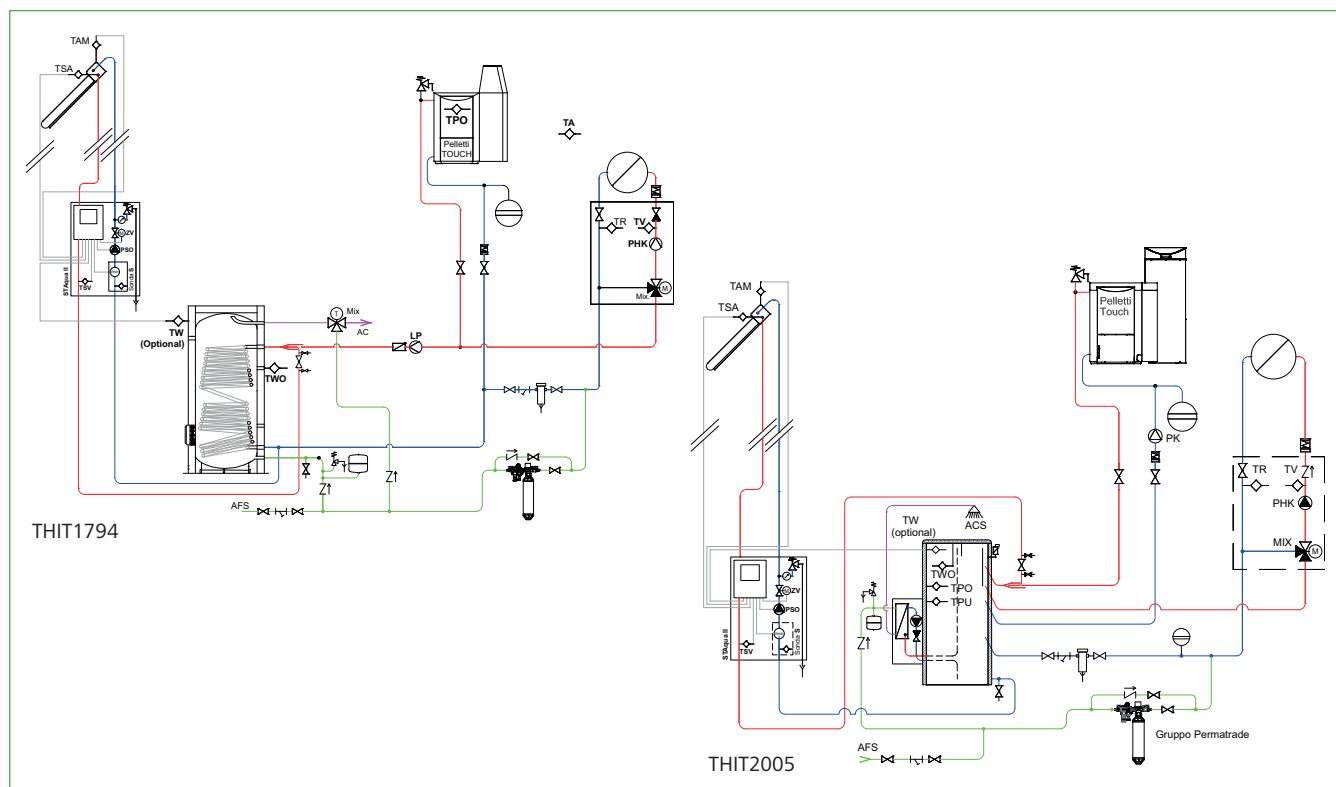 TAM
TSA
TPO
Pelletti
TOUCH
TA
TR
TV
PHK
M
Mix.
M
ZV
PSO
STAqua II
TSV
Sonda S
TW
(Optional)
T
Mix
AC
LP
TWO
AFS
THIT1794
TAM
TSA
Pelletti
Touch
PK
TR
TV
PHK
MIX
M
TW
(optional)
ACS
TWO
TPO
TPU
M
ZV
PSO
STAqua II
TSV
Sonda S
AFS
Gruppo Permatrade
THIT2005